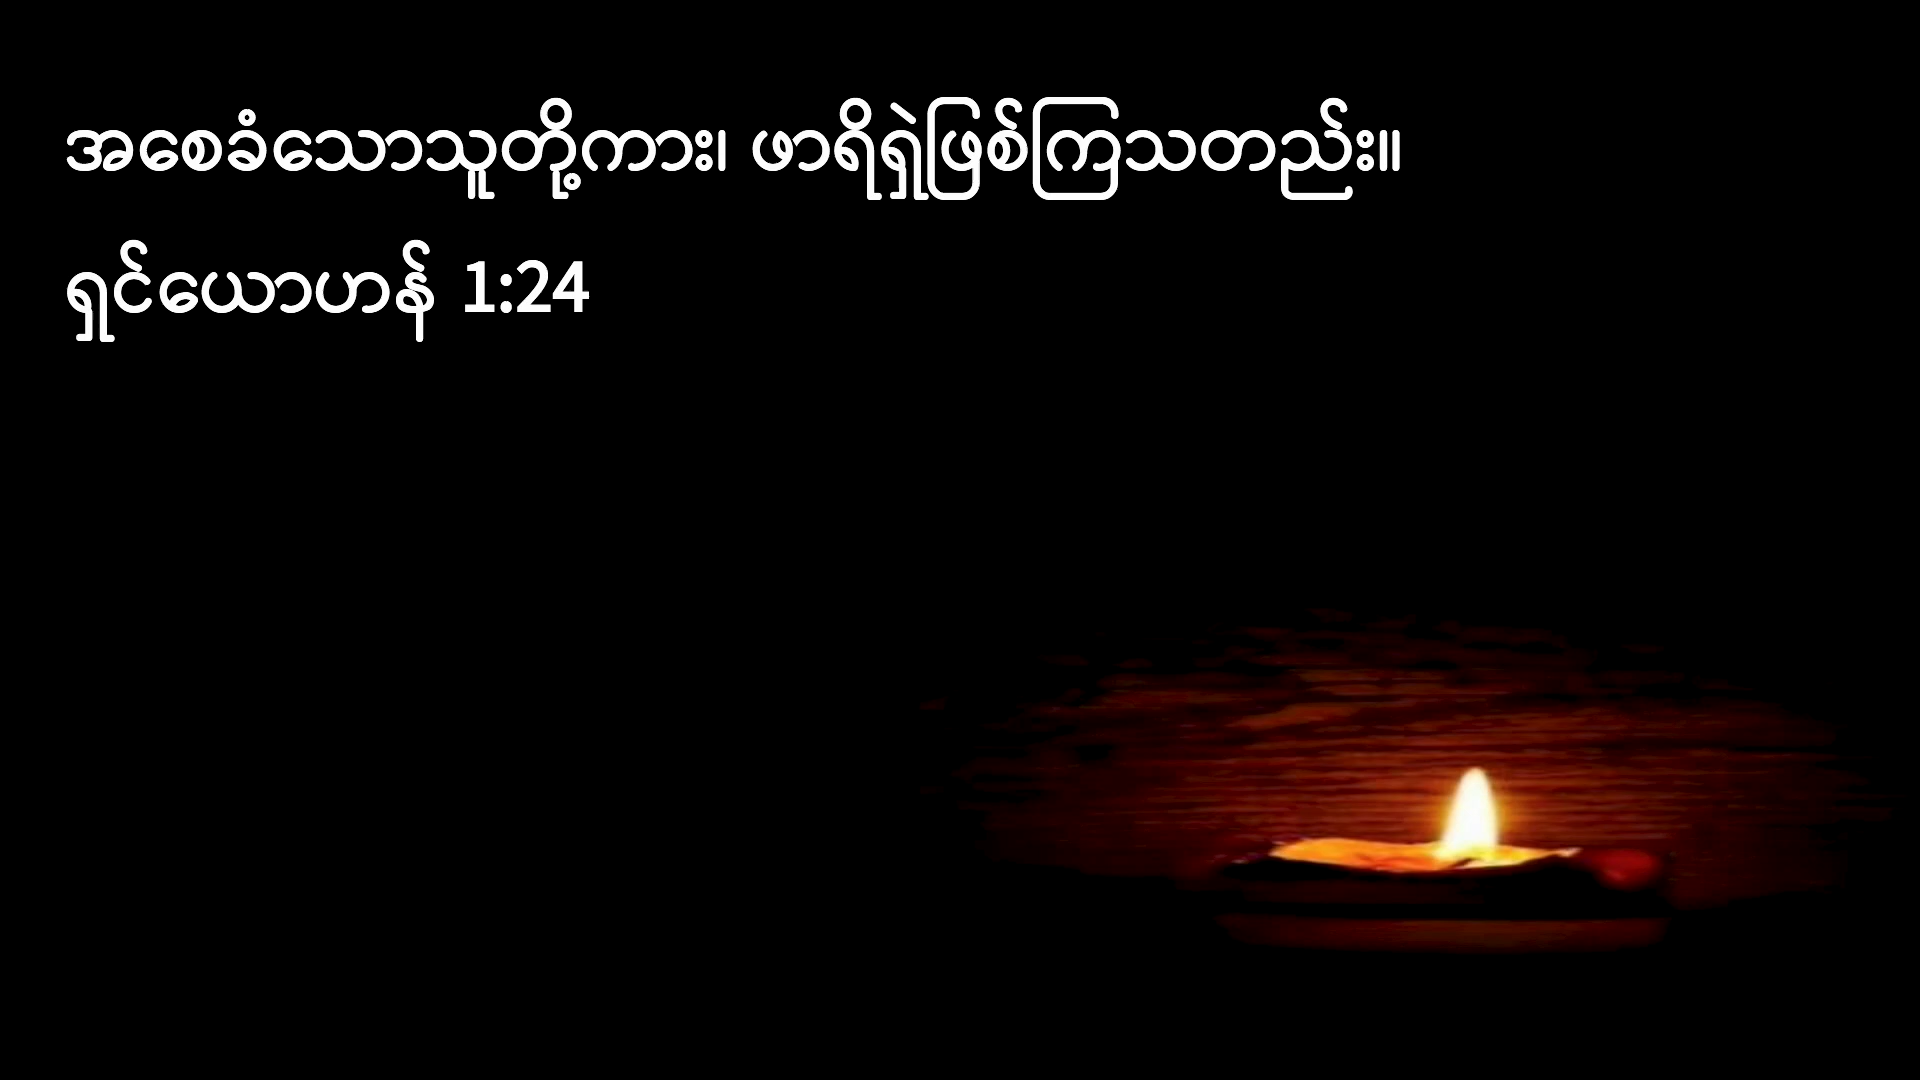 အစေခံသောသူတို့ကား၊ ဖာရိရှဲဖြစ်ကြသတည်း။
ရှင်ယောဟန် 1:24